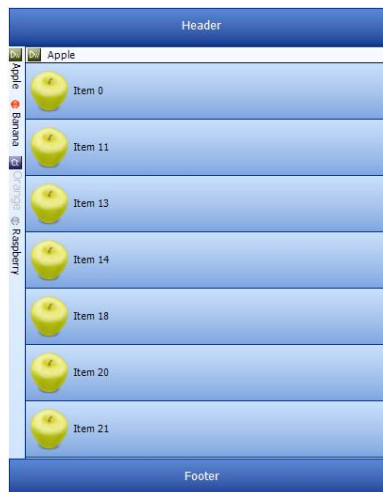 Header
Apple
Apple
Banana
Orange
Raspberry
Item 0
Item 11
Item 13
Item 14
Item 18
Item 20
Item 21
Footer